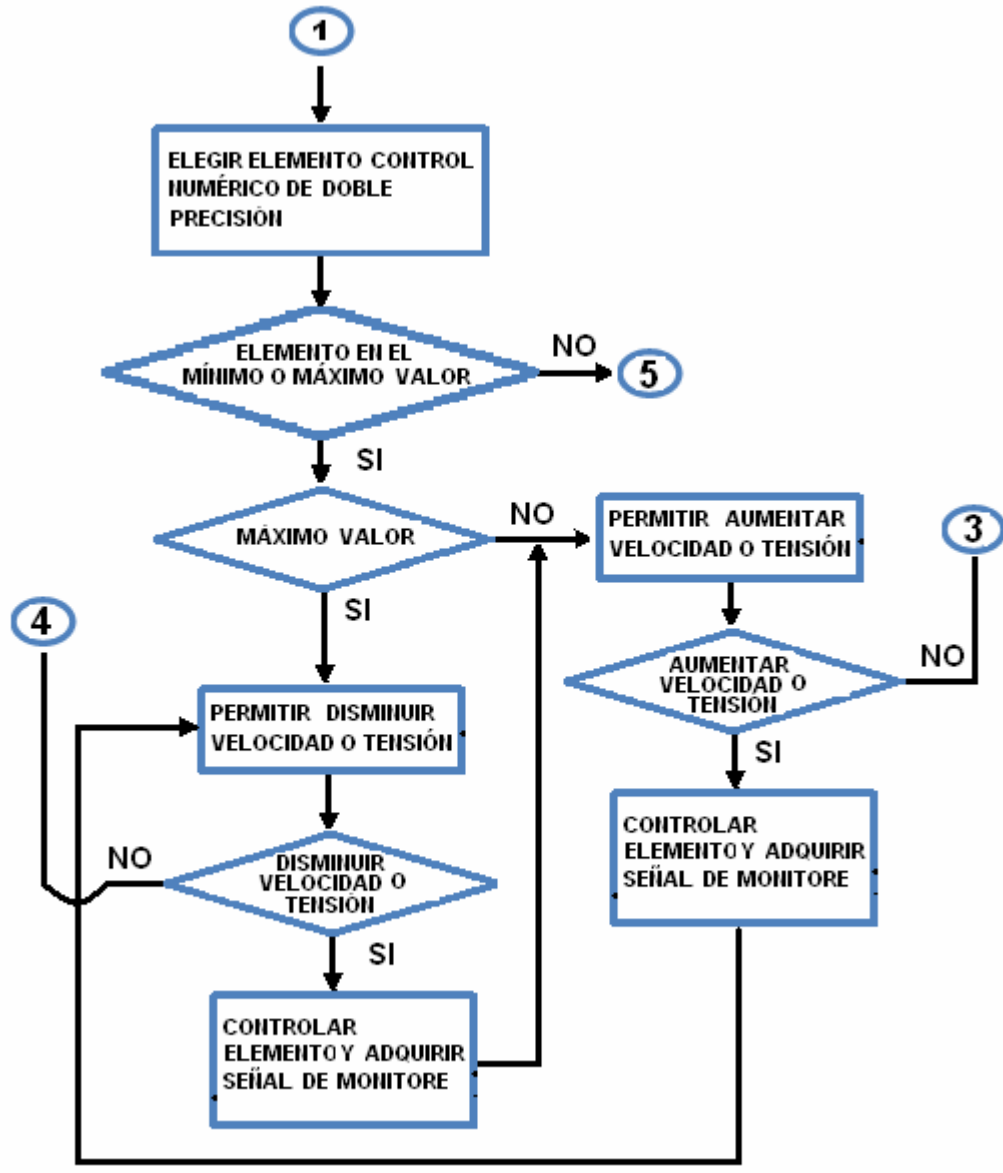 1
ELEGIR ELEMENTO CONTROL
NUMÉRICO DE DOBLE
PRECISIÓN
ELEMENTO EN EL
MÍNIMO O MÁXIMO VALOR
NO
5
SI
MÁXIMO VALOR
NO
PERMITIR AUMENTAR
VELOCIDAD O TENSIÓN
3
SI
4
AUMENTAR
VELOCIDAD O
TENSIÓN
NO
PERMITIR DISMINUIR
VELOCIDAD O TENSIÓN
SI
CONTROLAR
ELEMENTO Y ADQUIRIR
SEÑAL DE MONITORE
NO
DISMINUIR
VELOCIDAD O
TENSIÓN
SI
CONTROLAR
ELEMENTO Y ADQUIRIR
SEÑAL DE MONITORE